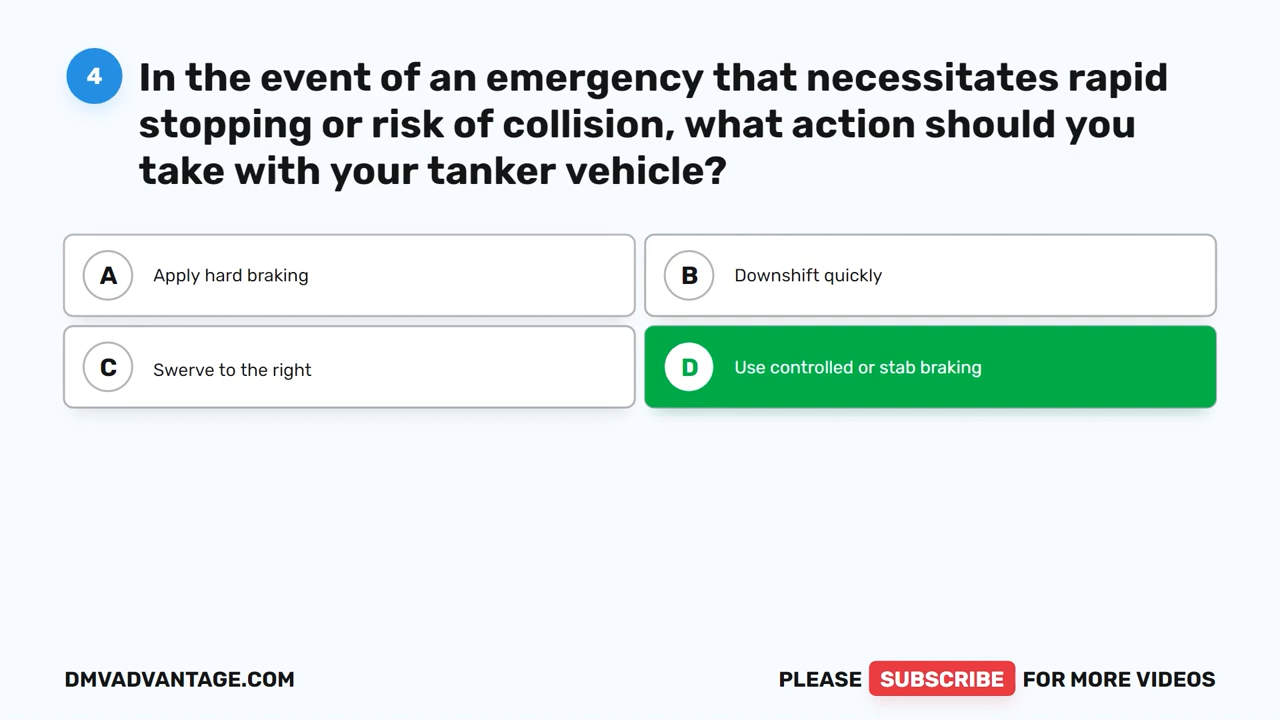 4
In the event of an emergency that necessitates rapid
stopping or risk of collision, what action should you
take with your tanker vehicle?
A Apply hard braking
B Downshift quickly
C Swerve to the right
D Use controlled or stab braking
DMVADVANTAGE.COM
PLEASE SUBSCRIBE FOR MORE VIDEOS